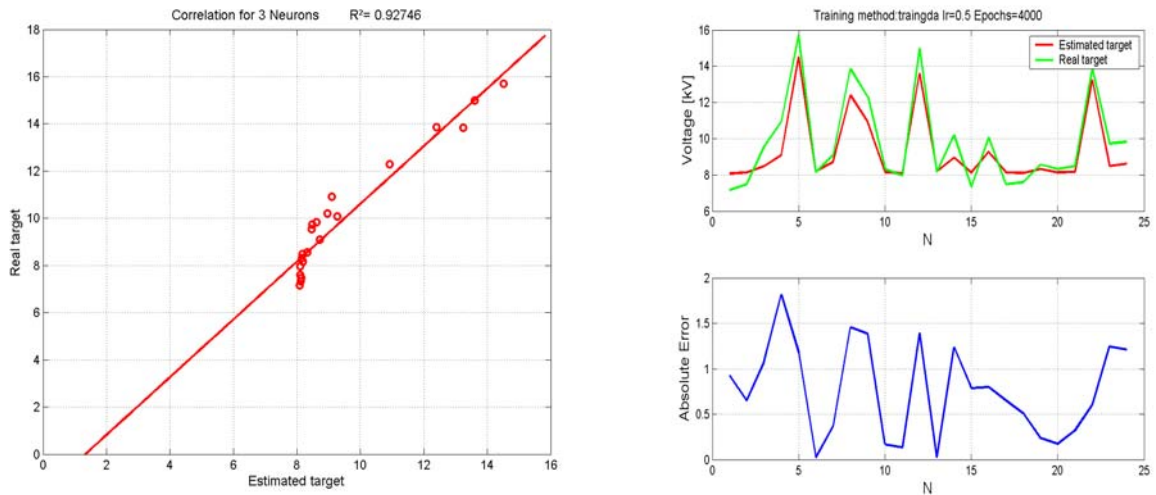 Correlation for 3 Neurons R²= 0.92746
18
16
14
12
10
8
6
4
2
0
Real target
0 2 4 6 8 10 12 14 16
Estimated target
Training method:traingda lr=0.5 Epochs=4000
16
14
12
10
8
6
Voltage [kV]
Estimated target
Real target
0 5 10 15 20 25
N
2
1.5
1
0.5
0
Absolute Error
0 5 10 15 20 25
N